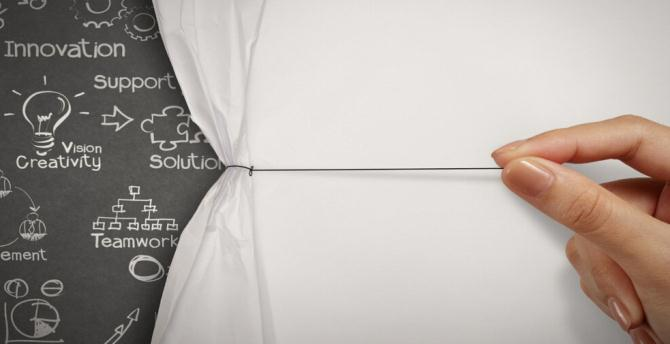 Innovation
Support
Vision
Creativity
Solution
Teamwork
ement